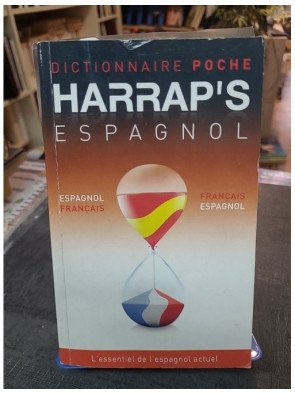 DICTIONNAIRE POCHE
HARRAP'S
ESPAGNOL
ESPAGNOL
FRANÇAIS
FRANÇAIS
ESPAGNOL
L'essentiel de l'espagnol actuel